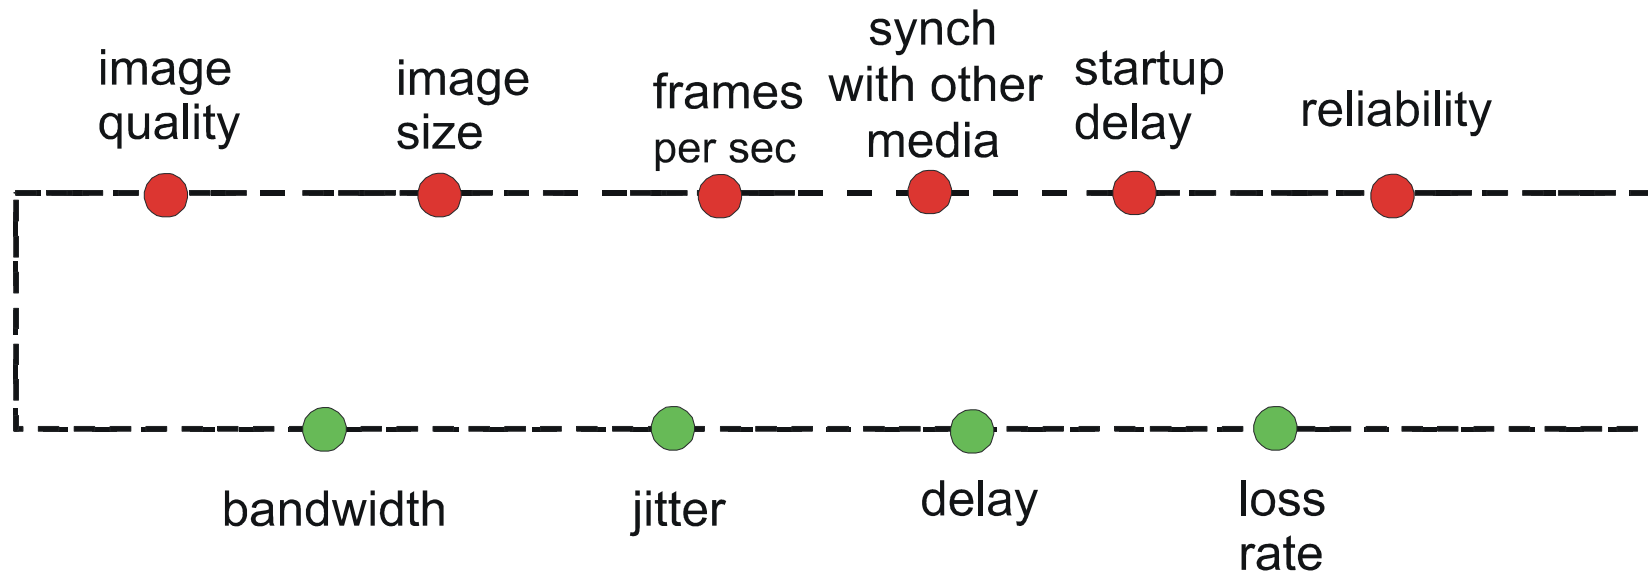 image
quality
image
size
frames
per sec
synch
with other
media
startup
delay
reliability
bandwidth
jitter
delay
loss
rate